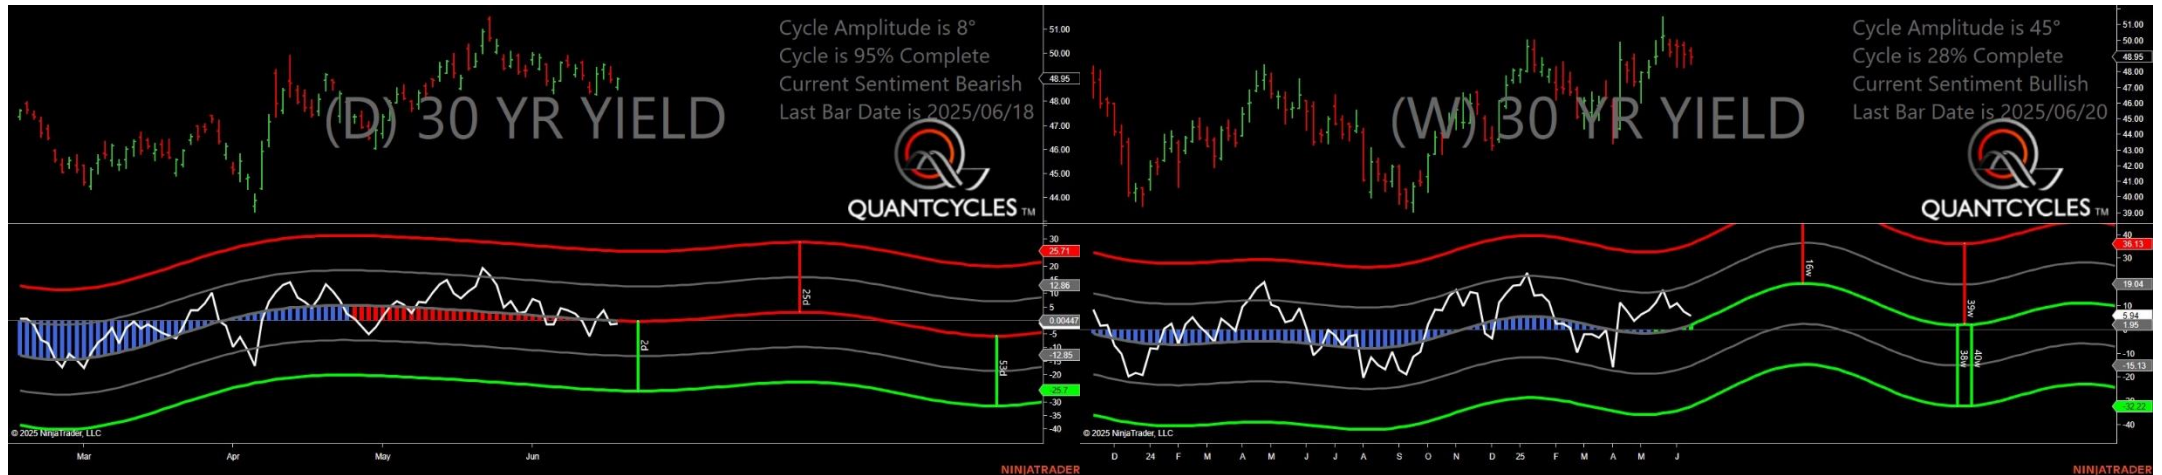 Cycle Amplitude is 8°
Cycle is 95% Complete
Current Sentiment Bearish
Last Bar Date is 2025/06/18
(D) 30 YR YIELD
QUANTCYCLES TM
51.00
50.00
48.95
48.00
47.00
46.00
45.00
44.00
30
25.71
20
12.86
5
0.00447
-5
-10
-12.85
-20
-25.7
-30
-35
-40
25d
2d
53d
© 2025 NinjaTrader, LLC
Mar Apr May Jun
NINJATRADER
Cycle Amplitude is 45°
Cycle is 28% Complete
Current Sentiment Bullish
Last Bar Date is 2025/06/20
(W) 30 YR YIELD
QUANTCYCLES TM
51.00
50.00
48.95
48.00
47.00
46.00
45.00
44.00
43.00
42.00
41.00
40.00
39.00
40
36.13
30
19.04
10
5.94
1.95
-10
-15.13
-20
-32.22
-40
16w
39w
38w
40w
© 2025 NinjaTrader, LLC
D 24 F M A M J J A S O N D 25 F M A M J
NINJATRADER